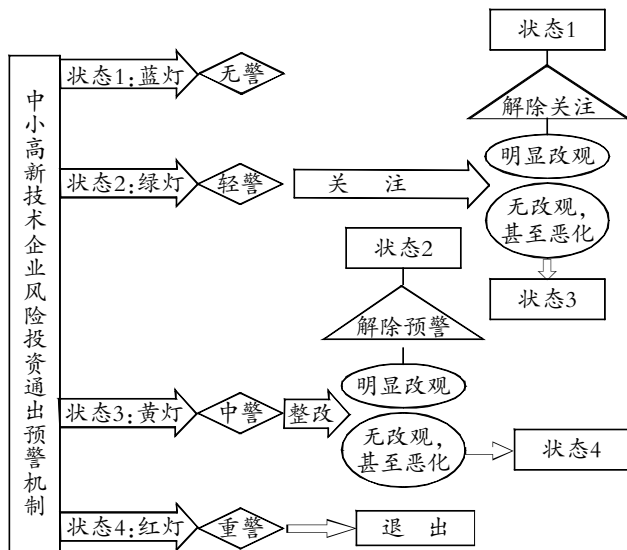 中小高新技术企业风险投资通出预警机制
状态1:蓝灯
无警
状态2:绿灯
轻警
关 注
明显改观
解除关注
状态1
无改观,
甚至恶化
状态3
状态3:黄灯
中警
整改
明显改观
解除预警
状态2
无改观,
甚至恶化
状态4
状态4:红灯
重警
退 出